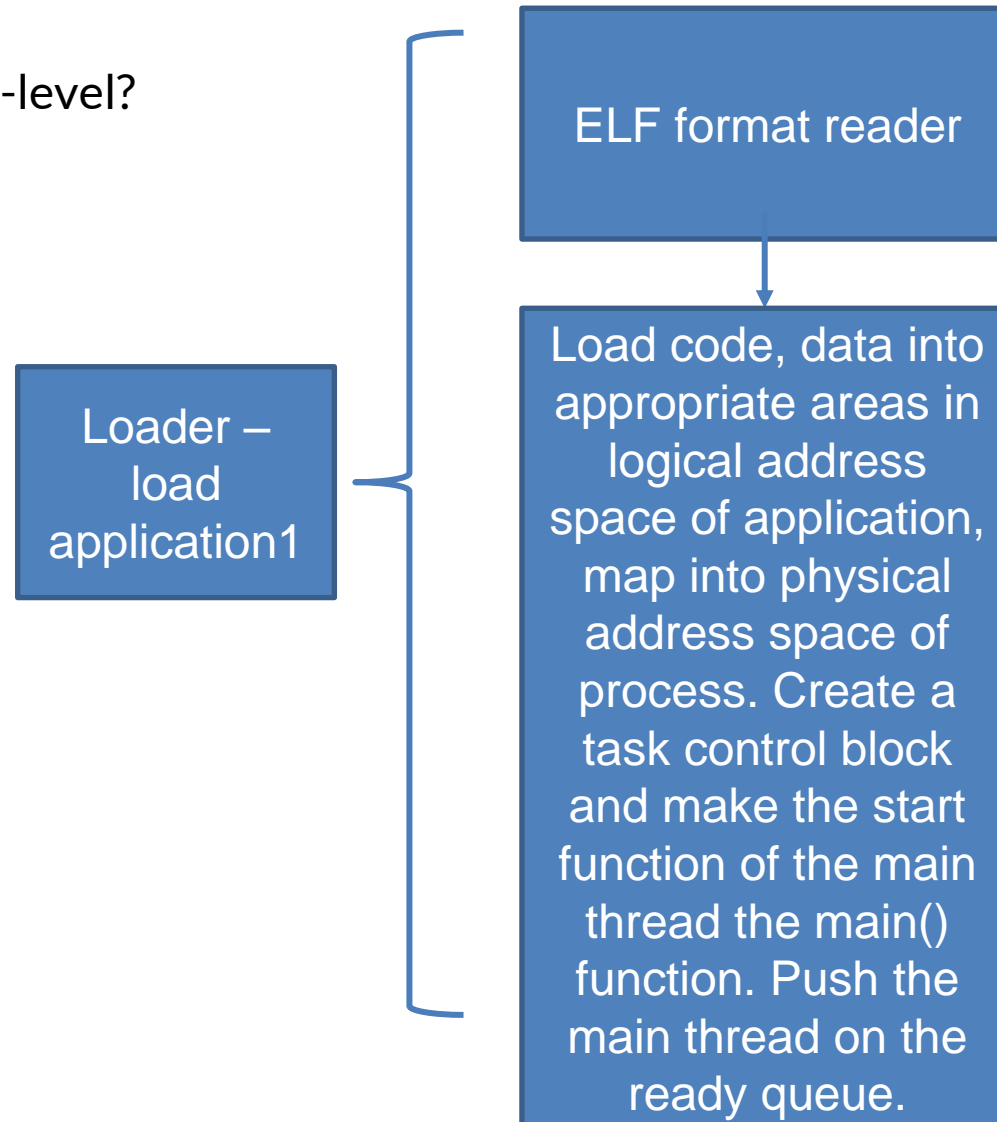 -level?
ELF format reader
Loader –
load
application1
Load code, data into
appropriate areas in
logical address
space of application,
map into physical
address space of
process. Create a
task control block
and make the start
function of the main
thread the main()
function. Push the
main thread on the
ready queue.